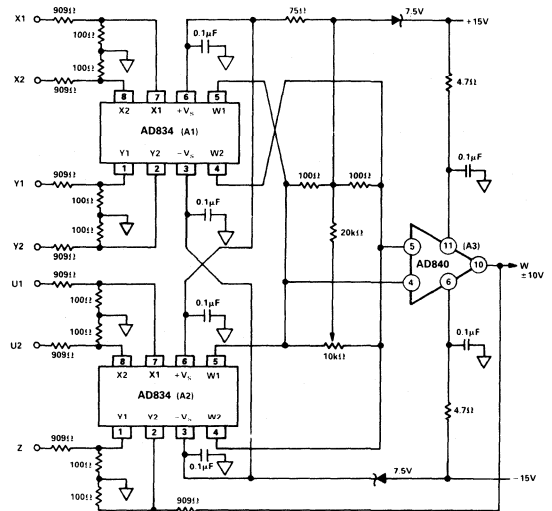 X1 909Ω 75Ω 7.5V +15V
100Ω 0.1µF
100Ω 4.7Ω
X2 909Ω
8 7 6 5
X2 X1 +VS W1
AD834 (A1)
Y1 Y2 −VS W2
1 2 3 4
0.1µF
Y1 909Ω 100Ω 100Ω
100Ω 0.1µF
100Ω 20kΩ 5 11 (A3)
AD840 10 W
±10V
Y2 909Ω 4 6
U1 909Ω
100Ω 0.1µF 0.1µF
100Ω
U2 909Ω 10kΩ
8 7 6 5
X2 X1 +VS W1
AD834 (A2) 4.7Ω
Y1 Y2 −VS W2
1 2 3 4
Z 909Ω 7.5V −15V
100Ω 0.1µF
100Ω
909Ω